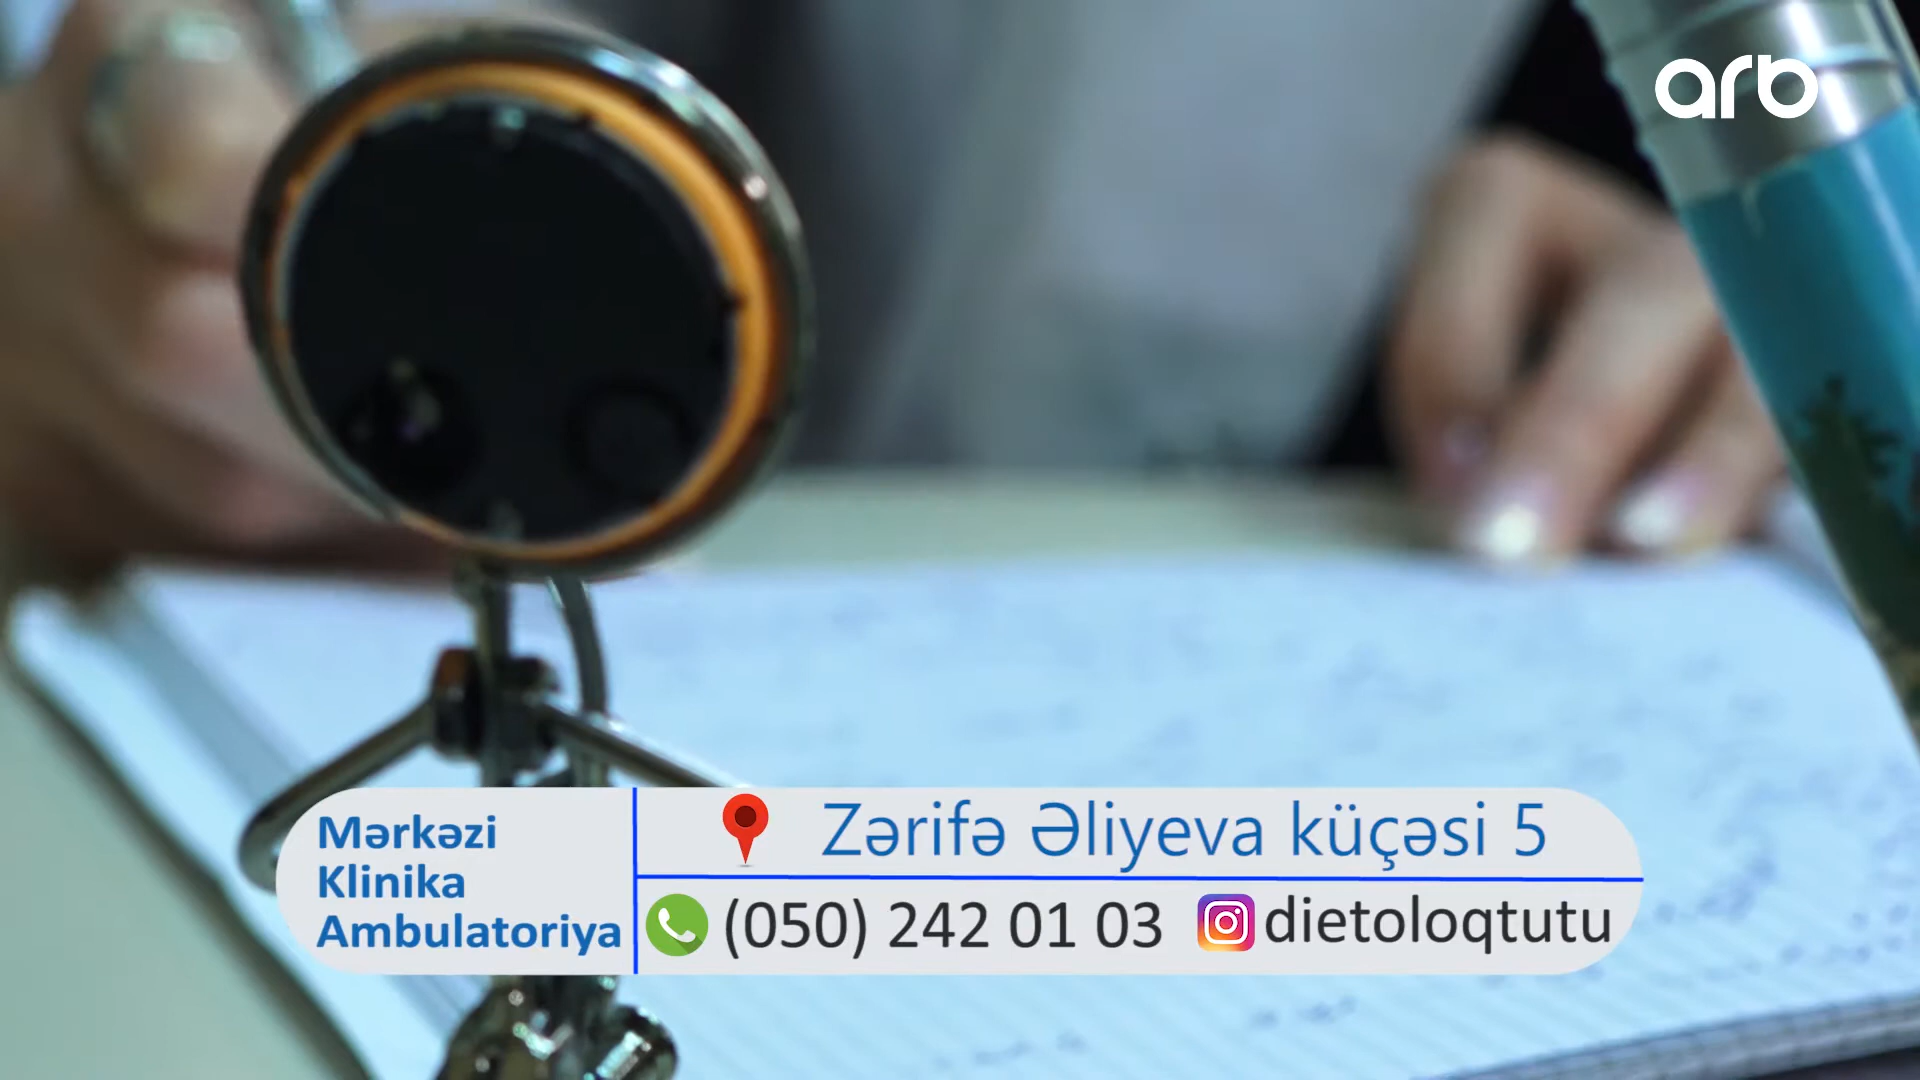 arb
Mərkəzi
Klinika
Ambulatoriya
Zərifə Əliyeva küçəsi 5
(050) 242 01 03
dietoloqtutu